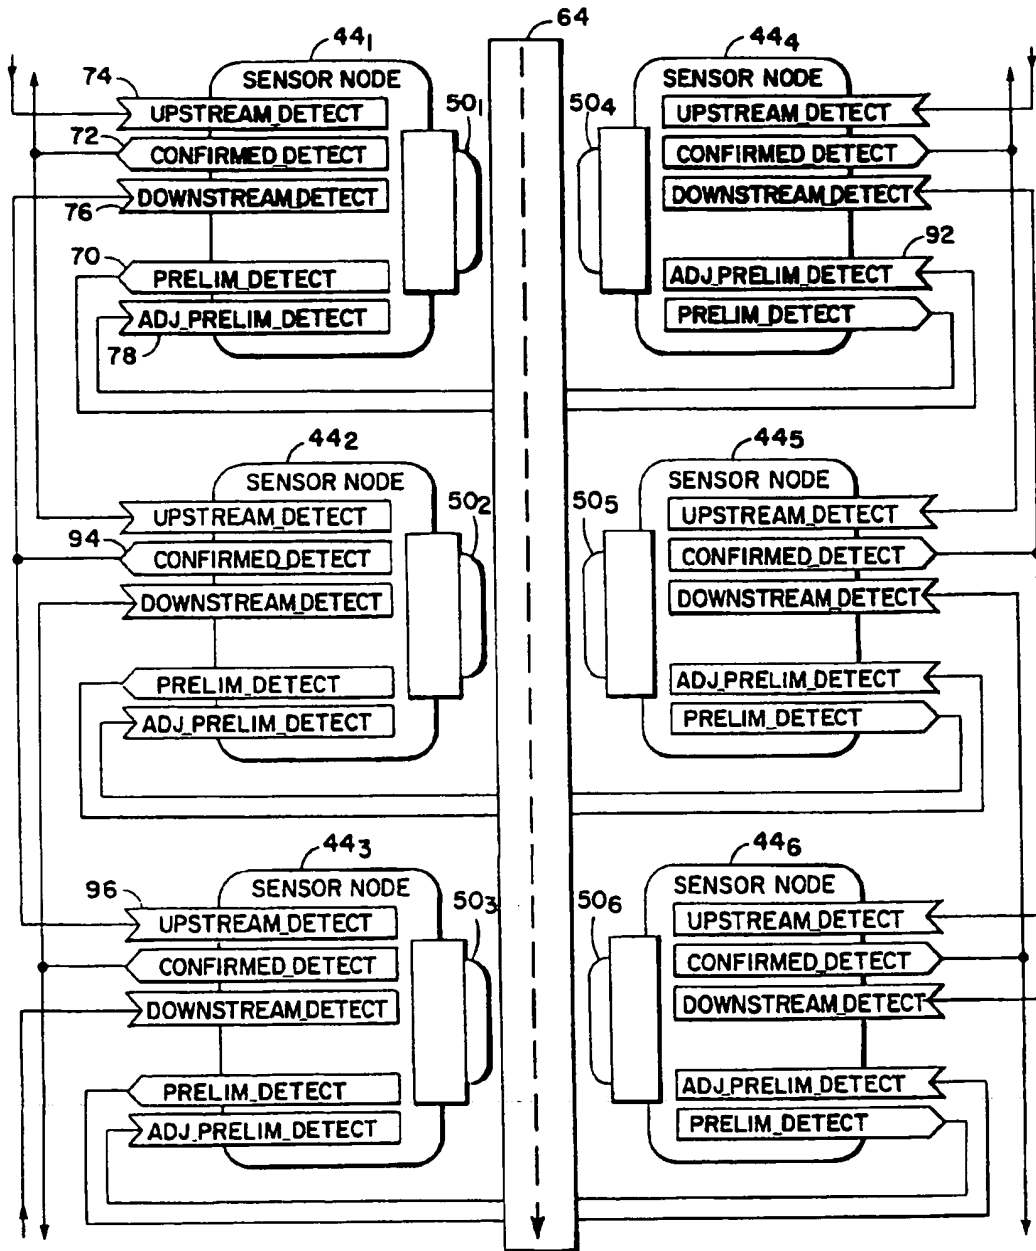 64
44₁
SENSOR NODE
74
UPSTREAM_DETECT
72
CONFIRMED_DETECT
DOWNSTREAM_DETECT
76
70
PRELIM_DETECT
ADJ_PRELIM_DETECT
78
50₁
44₄
SENSOR NODE
50₄
UPSTREAM_DETECT
CONFIRMED_DETECT
DOWNSTREAM_DETECT
92
ADJ_PRELIM_DETECT
PRELIM_DETECT
44₂
SENSOR NODE
UPSTREAM_DETECT
94
CONFIRMED_DETECT
DOWNSTREAM_DETECT
PRELIM_DETECT
ADJ_PRELIM_DETECT
50₂
44₅
SENSOR NODE
50₅
UPSTREAM_DETECT
CONFIRMED_DETECT
DOWNSTREAM_DETECT
ADJ_PRELIM_DETECT
PRELIM_DETECT
44₃
SENSOR NODE
96
UPSTREAM_DETECT
CONFIRMED_DETECT
DOWNSTREAM_DETECT
PRELIM_DETECT
ADJ_PRELIM_DETECT
50₃
44₆
SENSOR NODE
50₆
UPSTREAM_DETECT
CONFIRMED_DETECT
DOWNSTREAM_DETECT
ADJ_PRELIM_DETECT
PRELIM_DETECT